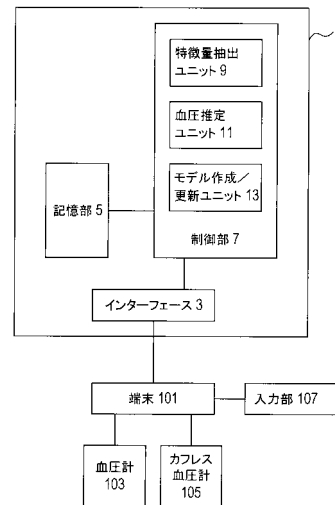 特徴量抽出
ユニット 9
血圧推定
ユニット 11
モデル作成／
更新ユニット 13
制御部 7
記憶部 5
インターフェース 3
端末 101
入力部 107
血圧計
103
カフレス
血圧計
105